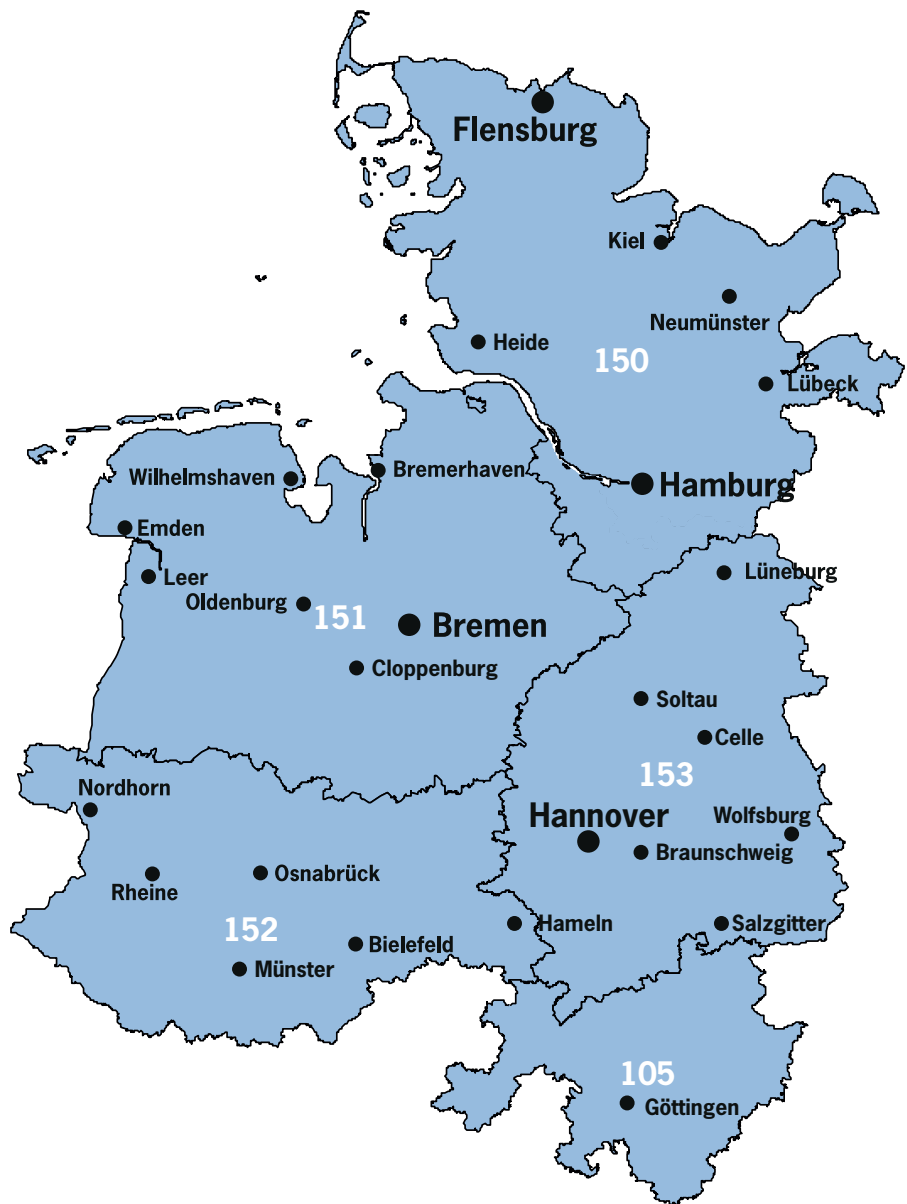 Flensburg
Kiel
Neumünster
Heide
150
Lübeck
Bremerhaven
Wilhelmshaven
Hamburg
Emden
Lüneburg
Leer
Oldenburg
151
Bremen
Cloppenburg
Soltau
Celle
153
Nordhorn
Hannover
Wolfsburg
Braunschweig
Osnabrück
Rheine
Hameln
Salzgitter
152
Bielefeld
Münster
105
Göttingen